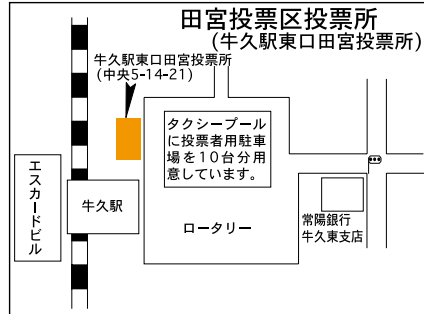 田宮投票区投票所
(牛久駅東口田宮投票所)
牛久駅東口田宮投票所
(中央5-14-21)
タクシープール
に投票者用駐車
場を10台分用
意しています。
エスカードビル
牛久駅
ロータリー
常陽銀行
牛久東支店